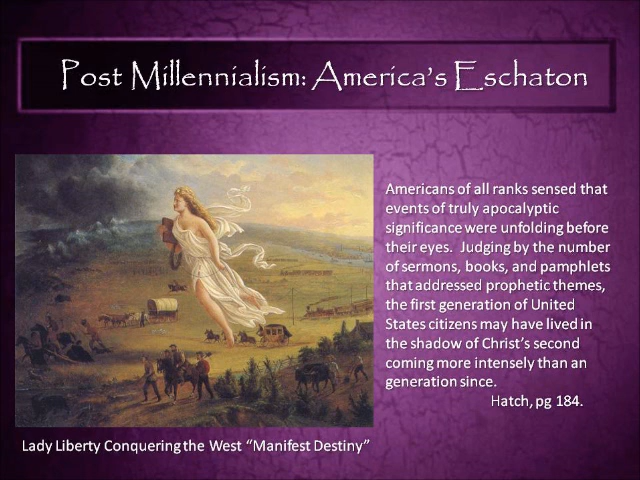 Post Millennialism: America's Eschaton
Americans of all ranks sensed that
events of truly apocalyptic
significance were unfolding before
their eyes. Judging by the number
of sermons, books, and pamphlets
that addressed prophetic themes,
the first generation of United
States citizens may have lived in
the shadow of Christ's second
coming more intensely than an
generation since.
Hatch, pg 184.
Lady Liberty Conquering the West “Manifest Destiny”